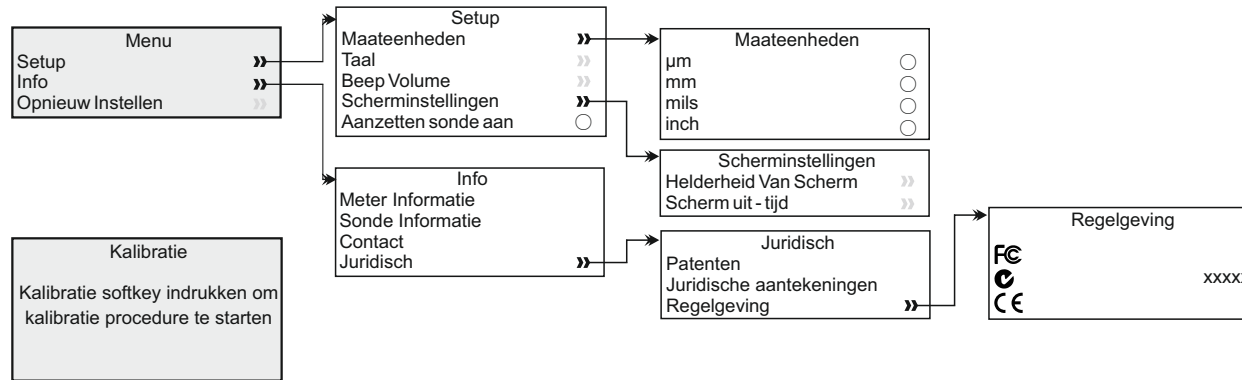 Menu
Setup
Info
Opnieuw Instellen
Setup
Maateenheden
Taal
Beep Volume
Scherminstellingen
Aanzetten sonde aan
Maateenheden
µm
mm
mils
inch
Scherminstellingen
Helderheid Van Scherm
Scherm uit - tijd
Info
Meter Informatie
Sonde Informatie
Contact
Juridisch
Juridisch
Patenten
Juridische aantekeningen
Regelgeving
Regelgeving
FC
CE
Kalibratie
Kalibratie softkey indrukken om
kalibratie procedure te starten